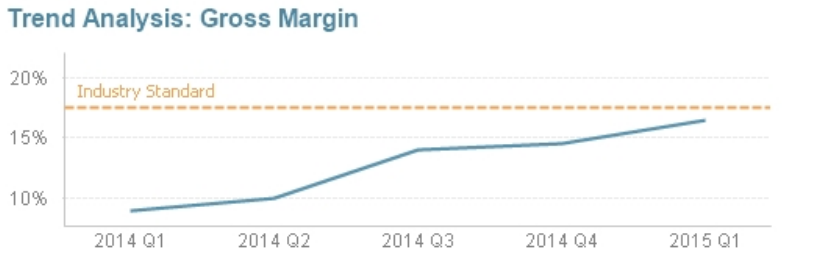 Trend Analysis: Gross Margin
20%
Industry Standard
15%
10%
2014 Q1 2014 Q2 2014 Q3 2014 Q4 2015 Q1